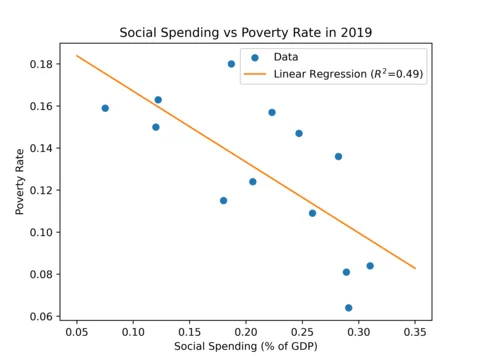 Social Spending vs Poverty Rate in 2019
Data
Linear Regression (R²=0.49)
Poverty Rate
0.18
0.16
0.14
0.12
0.10
0.08
0.06
0.05
0.10
0.15
0.20
0.25
0.30
0.35
Social Spending (% of GDP)